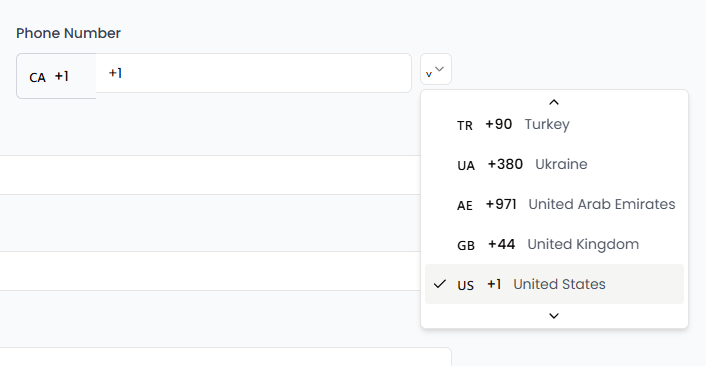 Phone Number
CA +1 +1 v
TR +90 Turkey
UA +380 Ukraine
AE +971 United Arab Emirates
GB +44 United Kingdom
US +1 United States